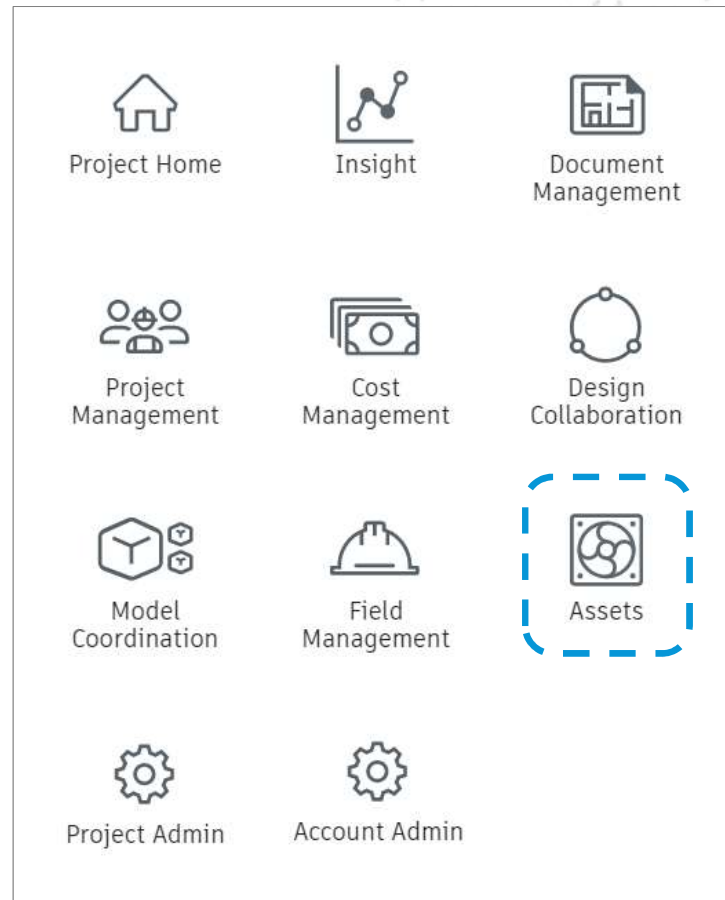 Project Home
Insight
Document
Management
Project
Management
Cost
Management
Design
Collaboration
Model
Coordination
Field
Management
Assets
Project Admin
Account Admin